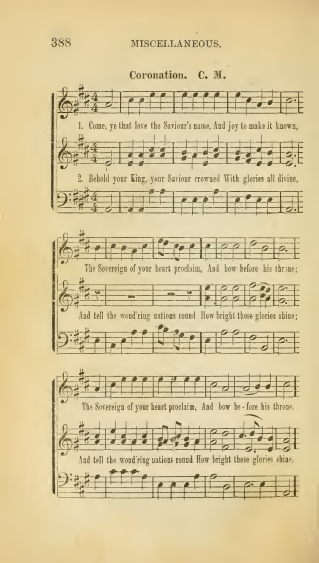 388 MISCELLANEOUS.
Coronation. C. M.
1. Come, ye that love the Saviour's name, And joy to make it known,
2. Behold your King, your Saviour crowned With glories all divine,
The Sovereign of your heart proclaim, And bow before his throne;
And tell the wond'ring nations round How bright those glories shine;
The Sovereign of your heart proclaim, And bow be - fore his throne.
And tell the wond'ring nations round How bright those glories shine.